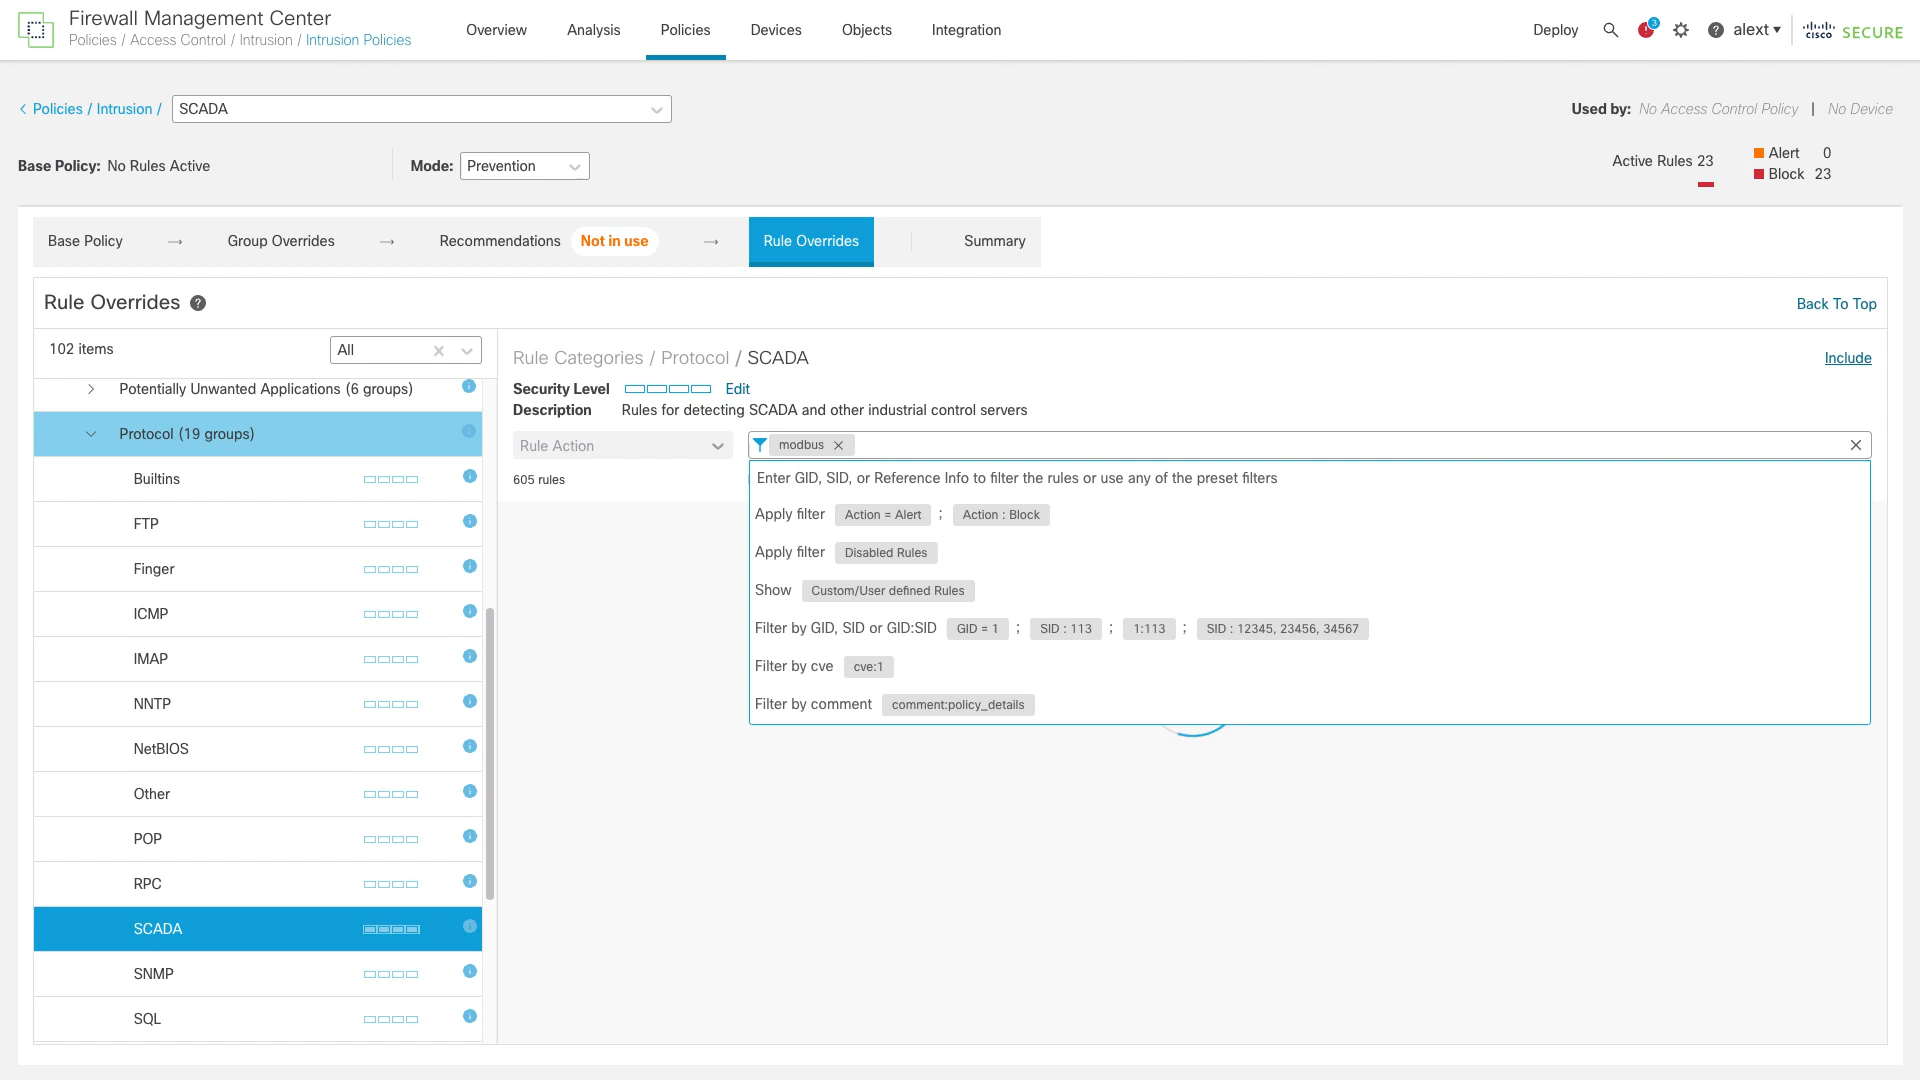 Firewall Management Center
Policies / Access Control / Intrusion / Intrusion Policies
Overview Analysis Policies Devices Objects Integration
Deploy 3 alext
cisco SECURE
Policies / Intrusion / SCADA
Used by: No Access Control Policy | No Device
Base Policy: No Rules Active
Mode: Prevention
Active Rules 23
Alert 0
Block 23
Base Policy → Group Overrides → Recommendations Not in use → Rule Overrides Summary
Rule Overrides ?
Back To Top
102 items
All
Potentially Unwanted Applications (6 groups)
Protocol (19 groups)
Builtins
FTP
Finger
ICMP
IMAP
NNTP
NetBIOS
Other
POP
RPC
SCADA
SNMP
SQL
Rule Categories / Protocol / SCADA
Include
Security Level Edit
Description Rules for detecting SCADA and other industrial control servers
Rule Action
modbus
605 rules
Enter GID, SID, or Reference Info to filter the rules or use any of the preset filters
Apply filter Action = Alert ; Action : Block
Apply filter Disabled Rules
Show Custom/User defined Rules
Filter by GID, SID or GID:SID GID = 1 ; SID : 113 ; 1:113 ; SID : 12345, 23456, 34567
Filter by cve cve:1
Filter by comment comment:policy_details